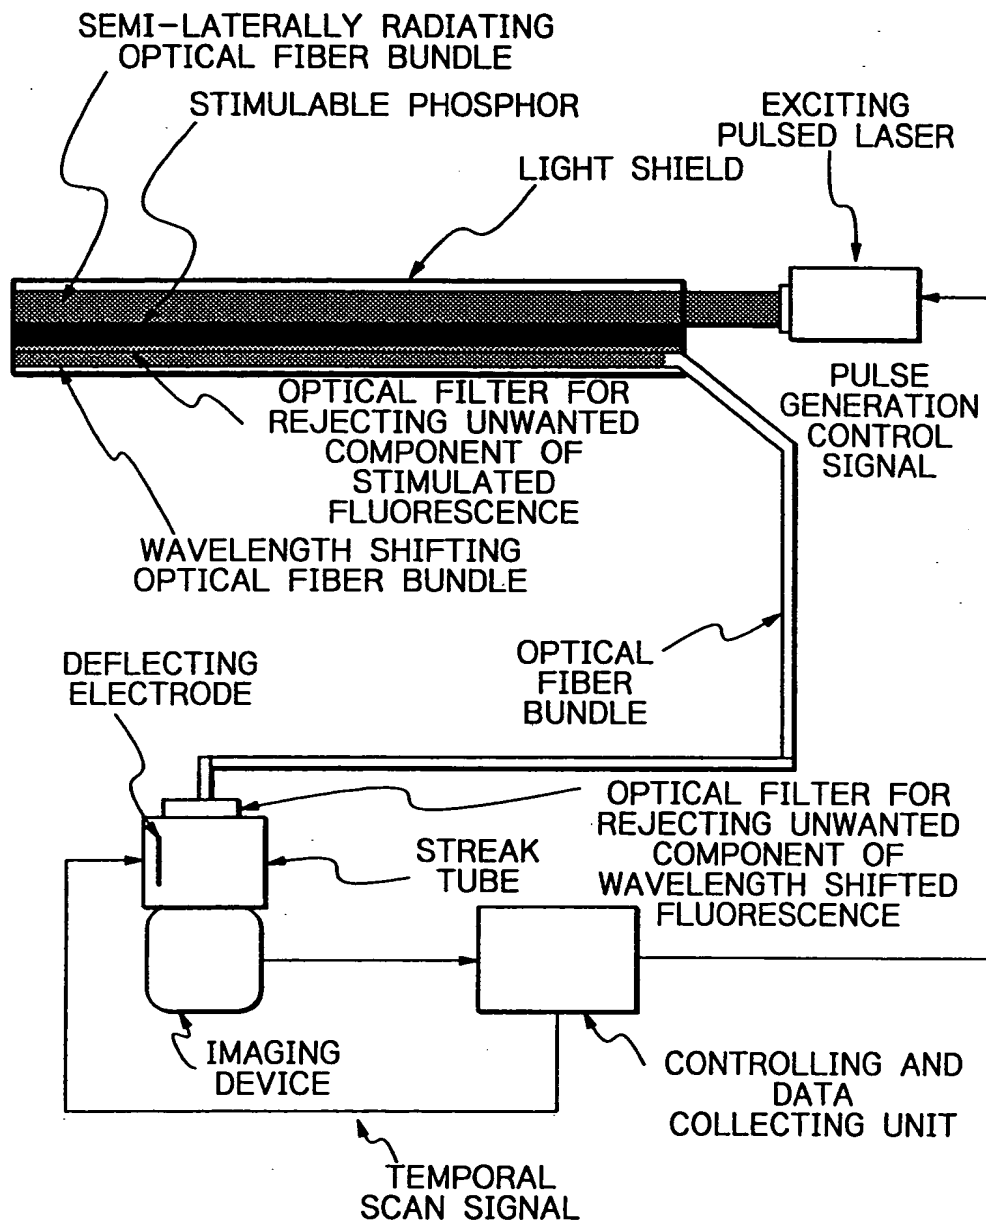 SEMI-LATERALLY RADIATING
OPTICAL FIBER BUNDLE
STIMULABLE PHOSPHOR
LIGHT SHIELD
EXCITING
PULSED LASER
PULSE
GENERATION
CONTROL
SIGNAL
OPTICAL FILTER FOR
REJECTING UNWANTED
COMPONENT OF
STIMULATED
FLUORESCENCE
WAVELENGTH SHIFTING
OPTICAL FIBER BUNDLE
OPTICAL
FIBER
BUNDLE
DEFLECTING
ELECTRODE
OPTICAL FILTER FOR
REJECTING UNWANTED
COMPONENT OF
WAVELENGTH SHIFTED
FLUORESCENCE
STREAK
TUBE
IMAGING
DEVICE
CONTROLLING AND
DATA
COLLECTING UNIT
TEMPORAL
SCAN SIGNAL